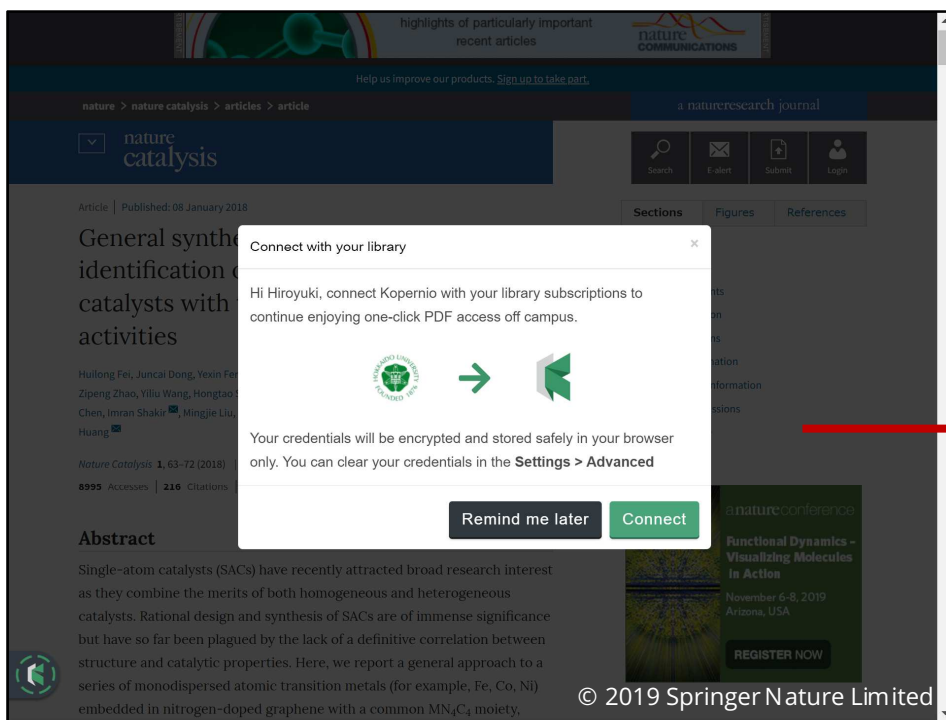 highlights of particularly important
recent articles
nature
COMMUNICATIONS
Help us improve our products. Sign up to take part.
nature > nature catalysis > articles > article
a natureresearch journal
nature
catalysis
Search
E-alert
Submit
Login
Article | Published: 08 January 2018
Sections
Figures
References
General synthe
identification o
catalysts with
activities
Huilong Fei, Juncai Dong, Yexin Fen
Zipeng Zhao, Yiliu Wang, Hongtao S
Chen, Imran Shakir, Mingjie Liu,
Huang
Nature Catalysis 1, 63–72 (2018)
8995 Accesses | 216 Citations |
Connect with your library
×
Hi Hiroyuki, connect Kopernio with your library subscriptions to
continue enjoying one-click PDF access off campus.
HOKKAIDO UNIVERSITY
FOUNDED 1876
Your credentials will be encrypted and stored safely in your browser
only. You can clear your credentials in the Settings > Advanced
Remind me later
Connect
nts
on
ns
ation
nformation
ssions
Abstract
Single-atom catalysts (SACs) have recently attracted broad research interest
as they combine the merits of both homogeneous and heterogeneous
catalysts. Rational design and synthesis of SACs are of immense significance
but have so far been plagued by the lack of a definitive correlation between
structure and catalytic properties. Here, we report a general approach to a
series of monodispersed atomic transition metals (for example, Fe, Co, Ni)
embedded in nitrogen-doped graphene with a common MN₄C₄ moiety,
a natureconference
Functional Dynamics –
Visualizing Molecules
in Action
November 6-8, 2019
Arizona, USA
REGISTER NOW
© 2019 Springer Nature Limited